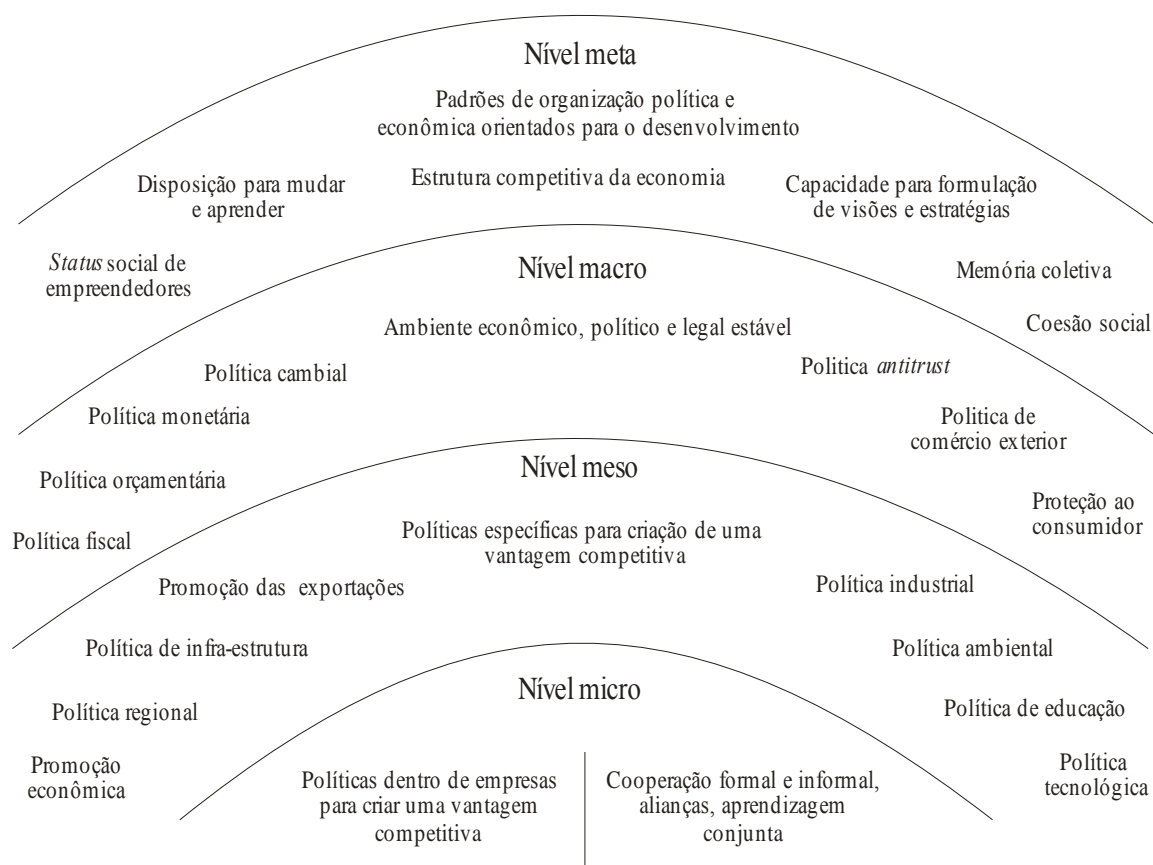 Nível meta
Padrões de organização política e
econômica orientados para o desenvolvimento
Disposição para mudar
e aprender
Estrutura competitiva da economia
Capacidade para formulação
de visões e estratégias
Status social de
empreendedores
Memória coletiva
Coesão social
Nível macro
Ambiente econômico, político e legal estável
Política cambial
Politica antitrust
Política monetária
Politica de
comércio exterior
Política orçamentária
Proteção ao
consumidor
Política fiscal
Nível meso
Políticas específicas para criação de uma
vantagem competitiva
Promoção das exportações
Política industrial
Política de infra-estrutura
Política ambiental
Política regional
Política de educação
Promoção
econômica
Política
tecnológica
Nível micro
Políticas dentro de empresas
para criar uma vantagem
competitiva
Cooperação formal e informal,
alianças, aprendizagem
conjunta